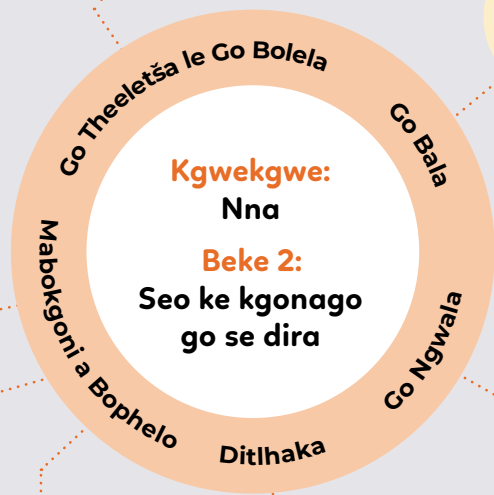 Go Theeletša le Go Bolela
Go Bala
Kgwekgwe:
Nna
Beke 2:
Seo ke kgonago
go se dira
Go Ngwala
Ditlhaka
Mabokgoni a Bophelo